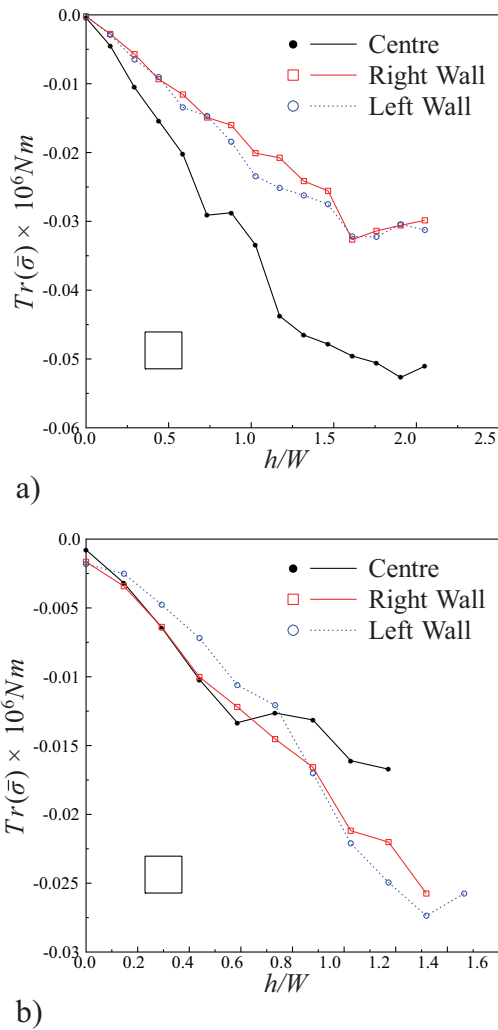 0.0
-0.01
-0.02
-0.03
-0.04
-0.05
-0.06
Tr(σ̄) × 10⁶Nm
Centre
Right Wall
Left Wall
0.0 0.5 1.0 1.5 2.0 2.5
h/W
a)
0.0
-0.005
-0.01
-0.015
-0.02
-0.025
-0.03
Tr(σ̄) × 10⁶Nm
Centre
Right Wall
Left Wall
0.0 0.2 0.4 0.6 0.8 1.0 1.2 1.4 1.6
h/W
b)